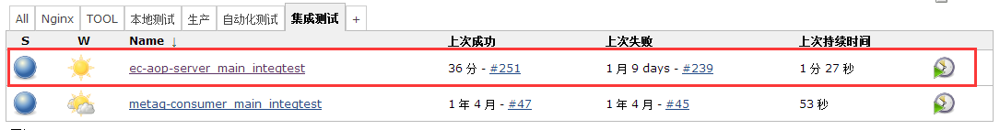 All Nginx TOOL 本地测试 生产 自动化测试 集成测试 +
S W Name ↓ 上次成功 上次失败 上次持续时间
ec-aop-server_main_integtest 36 分 - #251 1 月 9 days - #239 1 分 27 秒
metaq-consumer_main_integtest 1 年 4 月 - #47 1 年 4 月 - #45 53 秒